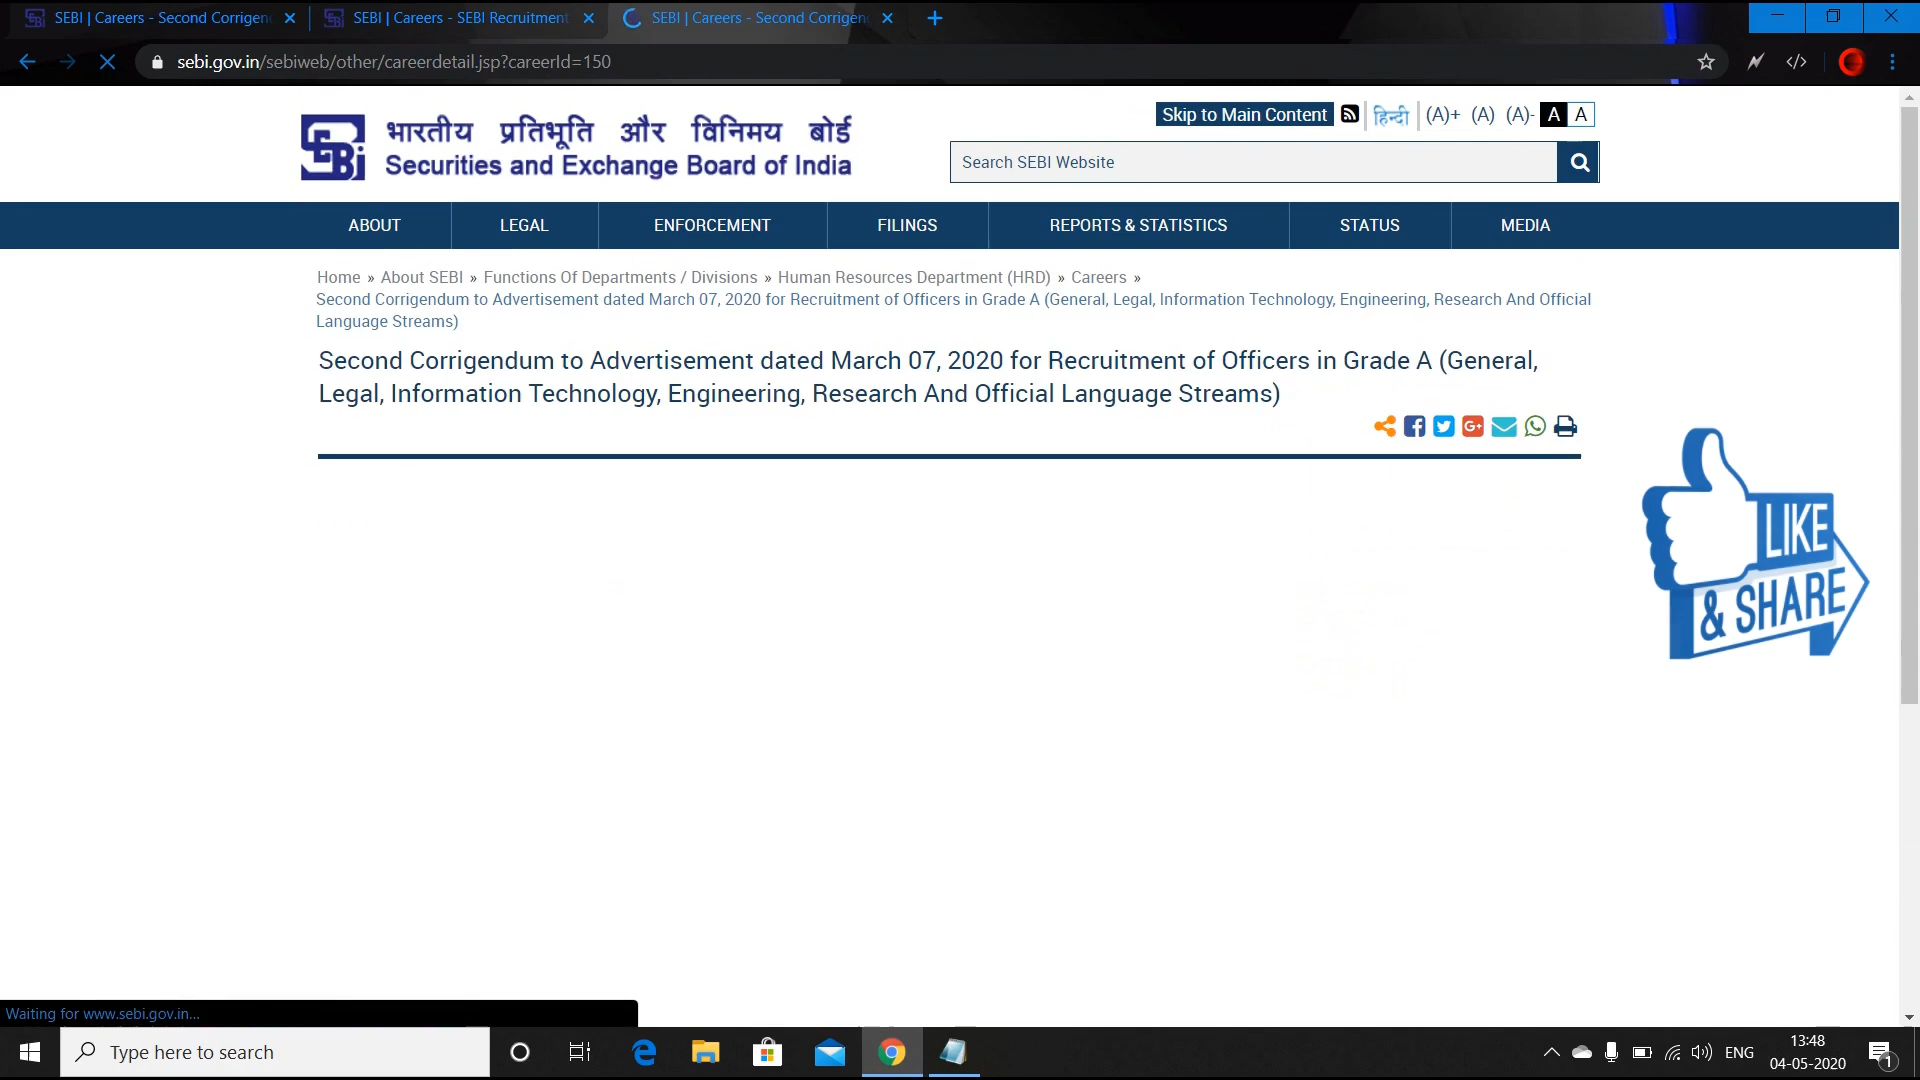 SEBI | Careers - Second Corrigen
SEBI | Careers - SEBI Recruitment
SEBI | Careers - Second Corrigen
sebi.gov.in/sebiweb/other/careerdetail.jsp?careerId=150
Skip to Main Content हिन्दी (A)+ (A) (A)- A A
SEBI
भारतीय प्रतिभूति और विनिमय बोर्ड
Securities and Exchange Board of India
Search SEBI Website
ABOUT LEGAL ENFORCEMENT FILINGS REPORTS & STATISTICS STATUS MEDIA
Home » About SEBI » Functions Of Departments / Divisions » Human Resources Department (HRD) » Careers »
Second Corrigendum to Advertisement dated March 07, 2020 for Recruitment of Officers in Grade A (General, Legal, Information Technology, Engineering, Research And Official
Language Streams)
Second Corrigendum to Advertisement dated March 07, 2020 for Recruitment of Officers in Grade A (General,
Legal, Information Technology, Engineering, Research And Official Language Streams)
LIKE
& SHARE
Waiting for www.sebi.gov.in...
Type here to search
ENG
13:48
04-05-2020
1